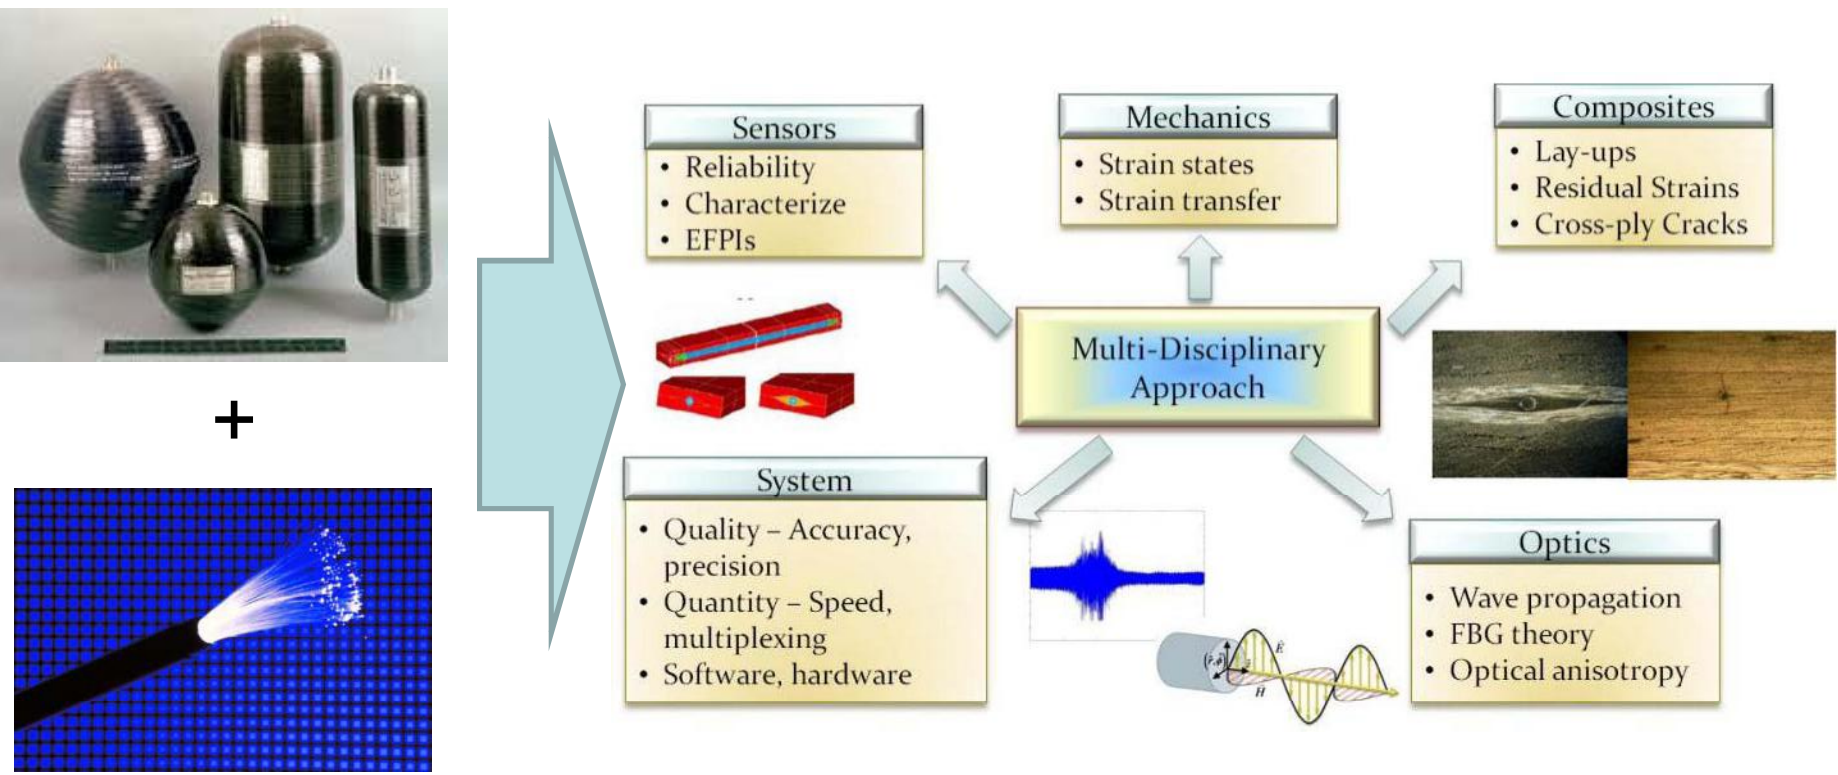 +
Sensors
• Reliability
• Characterize
• EFPIs
Mechanics
• Strain states
• Strain transfer
Composites
• Lay-ups
• Residual Strains
• Cross-ply Cracks
Multi-Disciplinary
Approach
System
• Quality – Accuracy,
precision
• Quantity – Speed,
multiplexing
• Software, hardware
Optics
• Wave propagation
• FBG theory
• Optical anisotropy